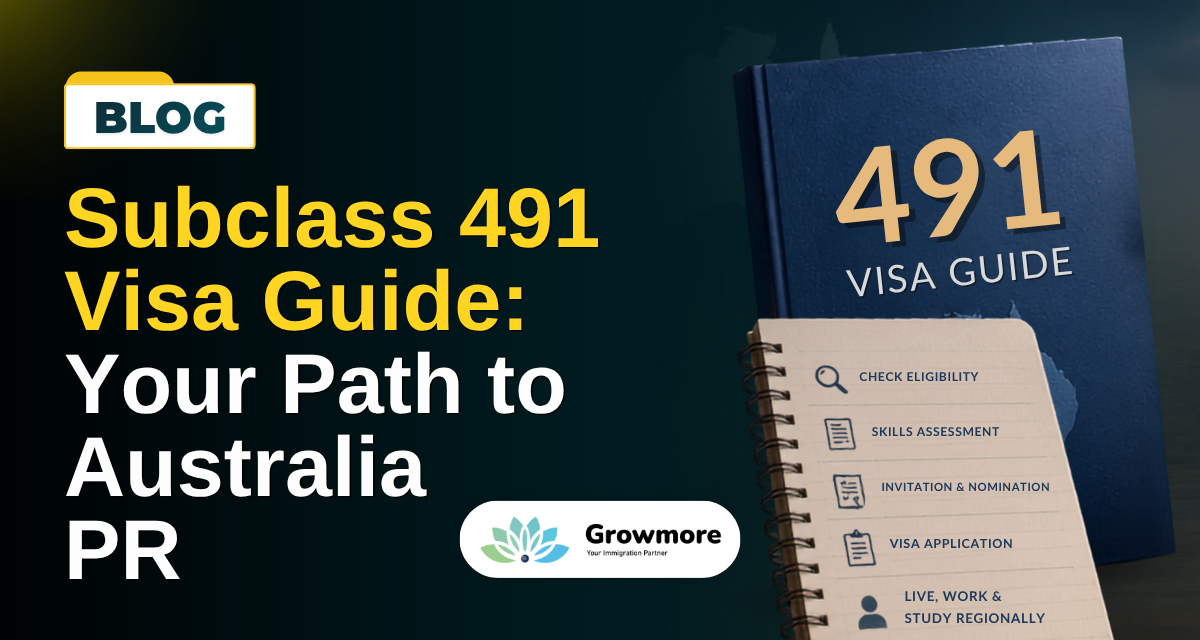 BLOG
Subclass 491
Visa Guide:
Your Path to
Australia
PR
Growmore
Your Immigration Partner
491
VISA GUIDE
CHECK ELIGIBILITY
SKILLS ASSESSMENT
INVITATION & NOMINATION
VISA APPLICATION
LIVE, WORK &
STUDY REGIONALLY